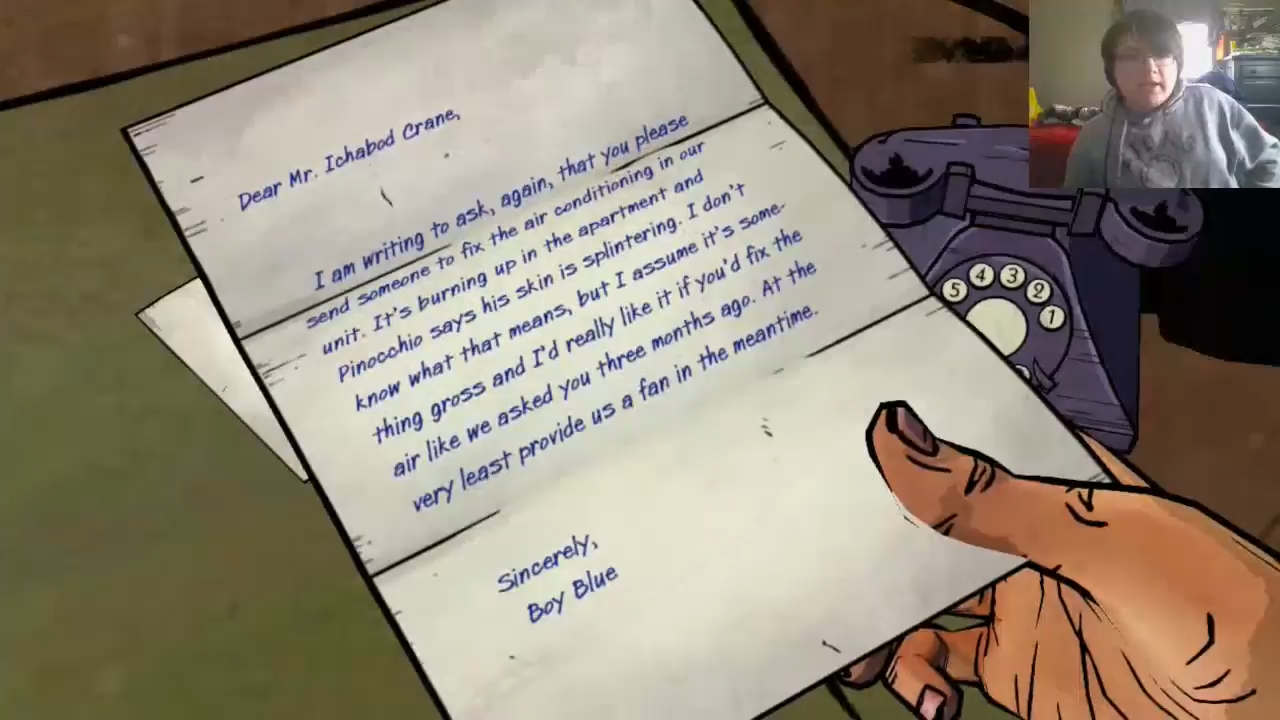 Dear Mr. Ichabod Crane,
I am writing to ask, again, that you please
send someone to fix the air conditioning in our
unit. It's burning up in the apartment and
Pinocchio says his skin is splintering. I don't
know what that means, but I assume it's some-
thing gross and I'd really like it if you'd fix the
air like we asked you three months ago. At the
very least provide us a fan in the meantime.
Sincerely,
Boy Blue
5 4 3 2 1